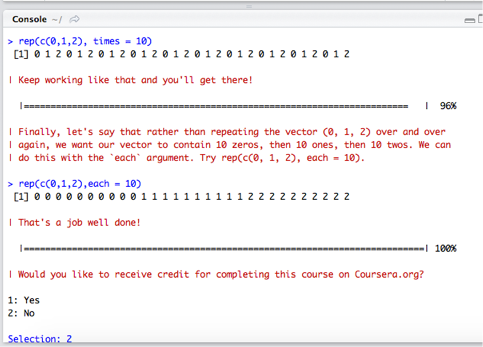 Console ~/
> rep(c(0,1,2), times = 10)
[1] 0 1 2 0 1 2 0 1 2 0 1 2 0 1 2 0 1 2 0 1 2 0 1 2 0 1 2 0 1 2
| Keep working like that and you'll get there!
|======================================================================== | 96%
| Finally, let's say that rather than repeating the vector (0, 1, 2) over and over
| again, we want our vector to contain 10 zeros, then 10 ones, then 10 twos. We can
| do this with the `each` argument. Try rep(c(0, 1, 2), each = 10).
> rep(c(0,1,2),each = 10)
[1] 0 0 0 0 0 0 0 0 0 0 1 1 1 1 1 1 1 1 1 1 2 2 2 2 2 2 2 2 2 2
| That's a job well done!
|===========================================================================| 100%
| Would you like to receive credit for completing this course on Coursera.org?
1: Yes
2: No
Selection: 2